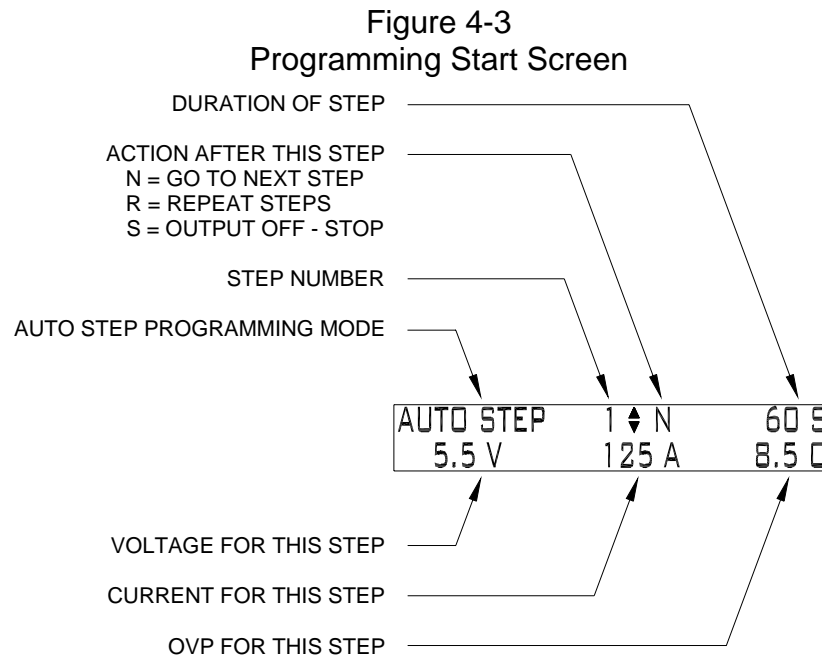 Figure 4-3
Programming Start Screen
DURATION OF STEP
ACTION AFTER THIS STEP
N = GO TO NEXT STEP
R = REPEAT STEPS
S = OUTPUT OFF - STOP
STEP NUMBER
AUTO STEP PROGRAMMING MODE
AUTO STEP 1 N 60 S
5.5 V 125 A 8.5
VOLTAGE FOR THIS STEP
CURRENT FOR THIS STEP
OVP FOR THIS STEP